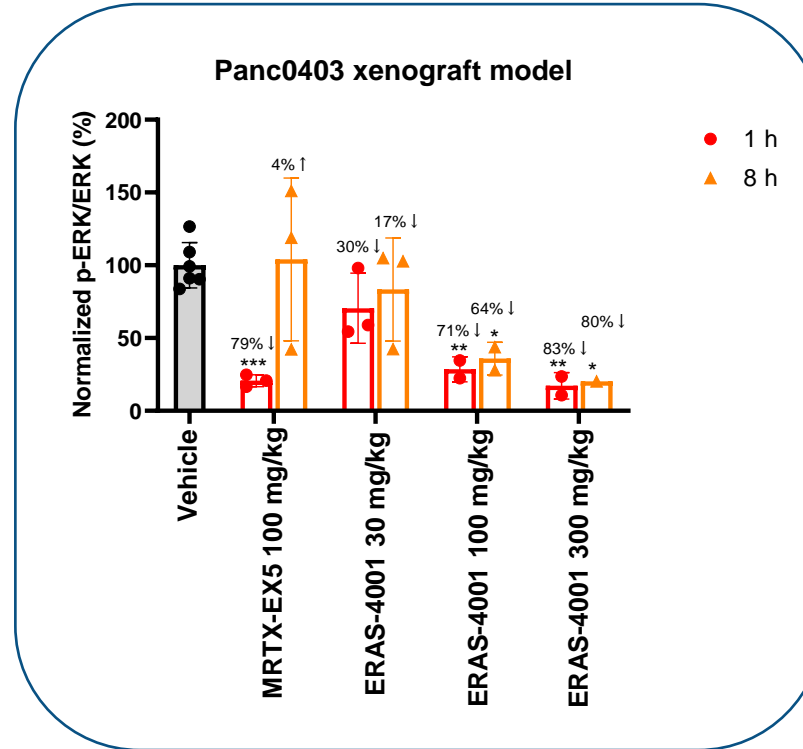 Panc0403 xenograft model
Normalized p-ERK/ERK (%)
200
150
100
50
0
1 h
8 h
79%↓
***
4%↑
30%↓
17%↓
71%↓
**
64%↓
*
83%↓
**
80%↓
*
Vehicle
MRTX-EX5 100 mg/kg
ERAS-4001 30 mg/kg
ERAS-4001 100 mg/kg
ERAS-4001 300 mg/kg